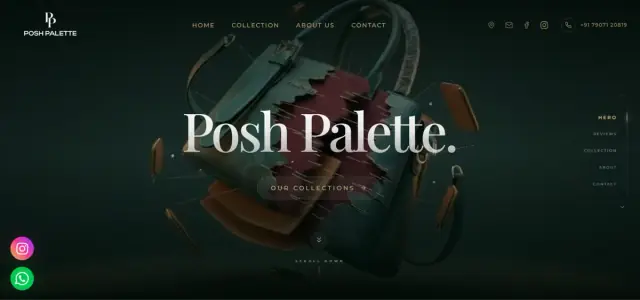 PP
POSH PALETTE
HOME COLLECTION ABOUT US CONTACT
+91 79071 20819
Posh Palette.
OUR COLLECTIONS
SCROLL DOWN
HERO
REVIEWS
COLLECTION
ABOUT
CONTACT